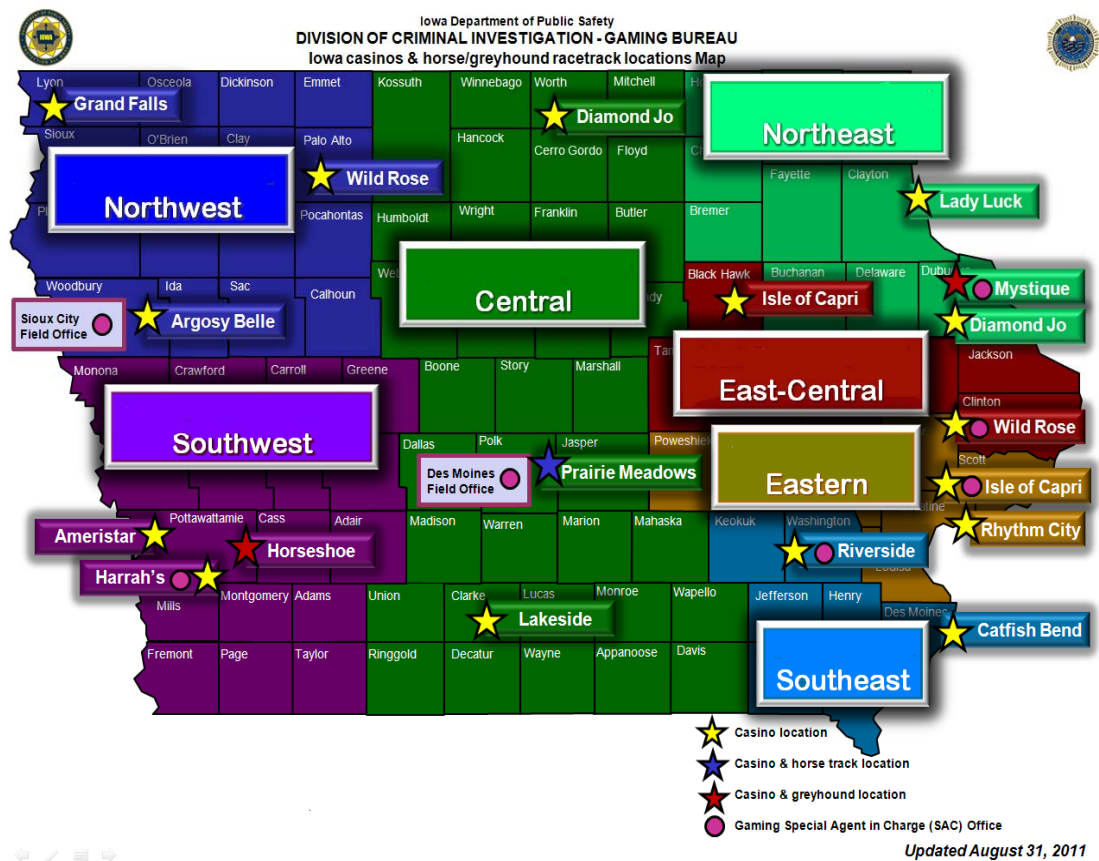 Iowa Department of Public Safety
DIVISION OF CRIMINAL INVESTIGATION - GAMING BUREAU
Iowa casinos & horse/greyhound racetrack locations Map
Lyon
Osceola
Dickinson
Emmet
Kossuth
Winnebago
Worth
Mitchell
Grand Falls
Diamond Jo
Northeast
Sioux
O'Brien
Clay
Palo Alto
Hancock
Cerro Gordo
Floyd
Wild Rose
Fayette
Clayton
Northwest
Lady Luck
Pocahontas
Humboldt
Wright
Franklin
Butler
Bremer
Woodbury
Ida
Sac
Calhoun
Central
Black Hawk
Buchanan
Delaware
Mystique
Isle of Capri
Sioux City
Field Office
Argosy Belle
Diamond Jo
Monona
Crawford
Carroll
Greene
Boone
Story
Marshall
Jackson
East-Central
Clinton
Wild Rose
Southwest
Dallas
Polk
Jasper
Poweshiek
Scott
Des Moines
Field Office
Prairie Meadows
Eastern
Isle of Capri
Pottawattamie
Cass
Adair
Madison
Warren
Marion
Mahaska
Keokuk
Washington
Rhythm City
Ameristar
Horseshoe
Riverside
Harrah's
Louisa
Mills
Montgomery
Adams
Union
Clarke
Lucas
Monroe
Wapello
Jefferson
Henry
Des Moines
Lakeside
Catfish Bend
Fremont
Page
Taylor
Ringgold
Decatur
Wayne
Appanoose
Davis
Southeast
Casino location
Casino & horse track location
Casino & greyhound location
Gaming Special Agent in Charge (SAC) Office
Updated August 31, 2011